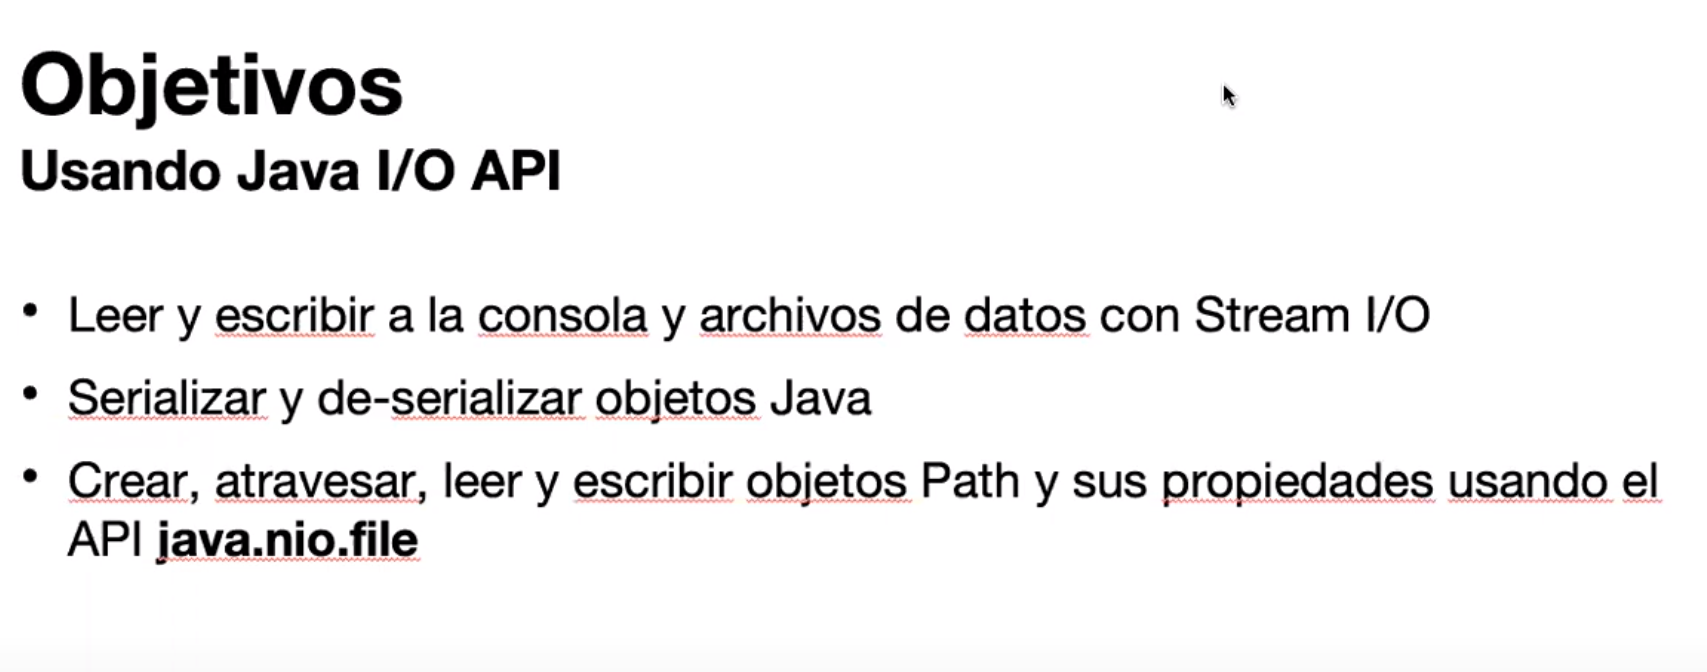 Objetivos
Usando Java I/O API
• Leer y escribir a la consola y archivos de datos con Stream I/O
• Serializar y de-serializar objetos Java
• Crear, atravesar, leer y escribir objetos Path y sus propiedades usando el
API java.nio.file